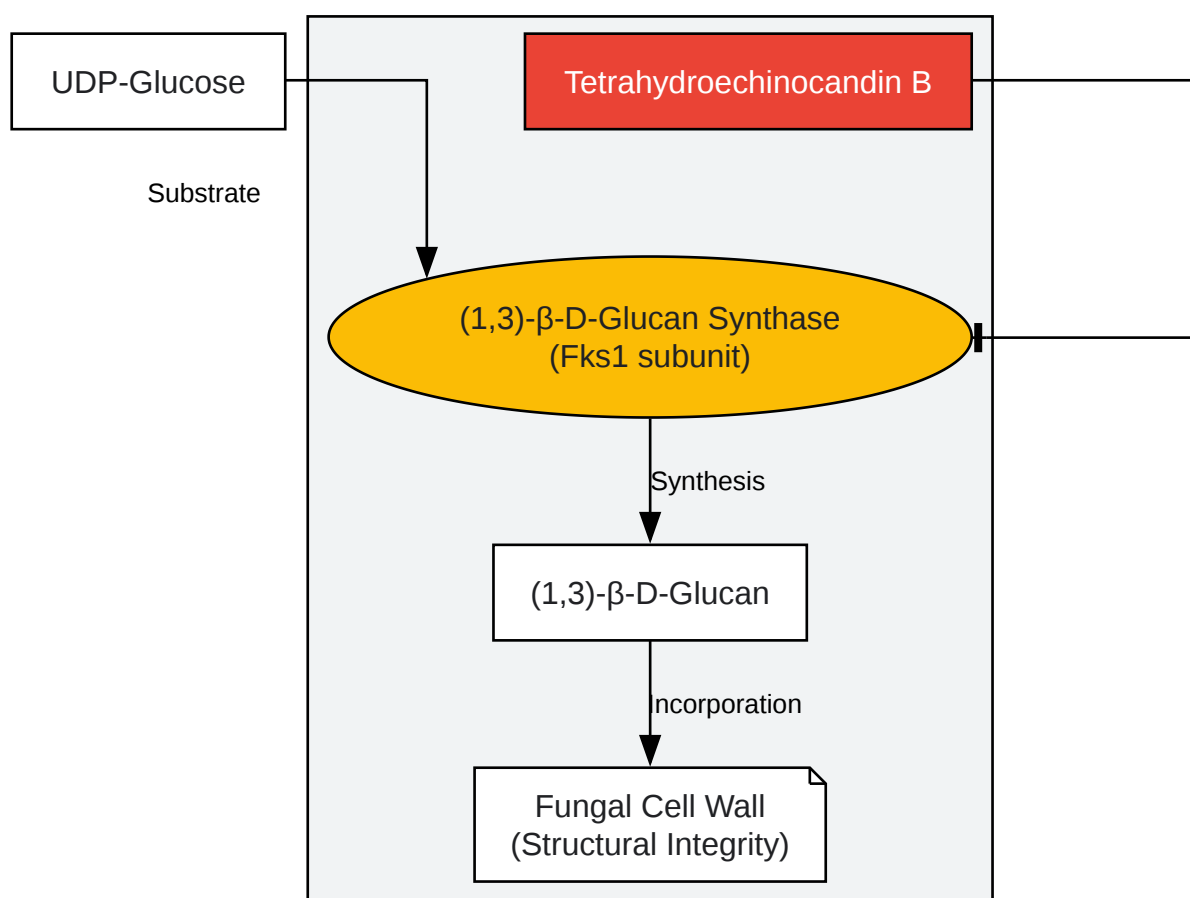 UDP-Glucose
Tetrahydroechinocandin B
Substrate
(1,3)-β-D-Glucan Synthase
(Fks1 subunit)
Synthesis
(1,3)-β-D-Glucan
Incorporation
Fungal Cell Wall
(Structural Integrity)